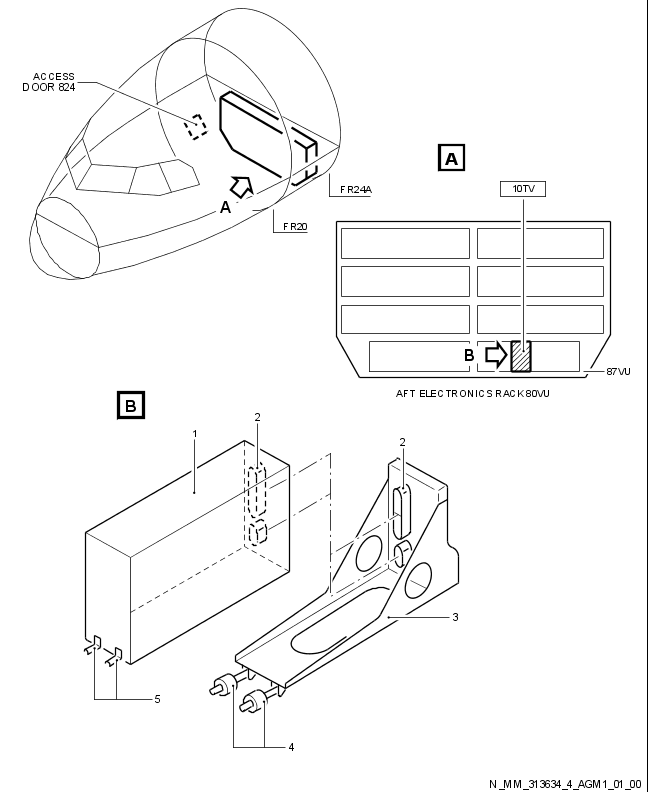 ACCESS
DOOR 824
A
FR24A
FR20
A
10TV
B
87VU
AFT ELECTRONICS RACK 80VU
B
1
2
2
3
5
4
N_MM_313634_4_AGM1_01_00